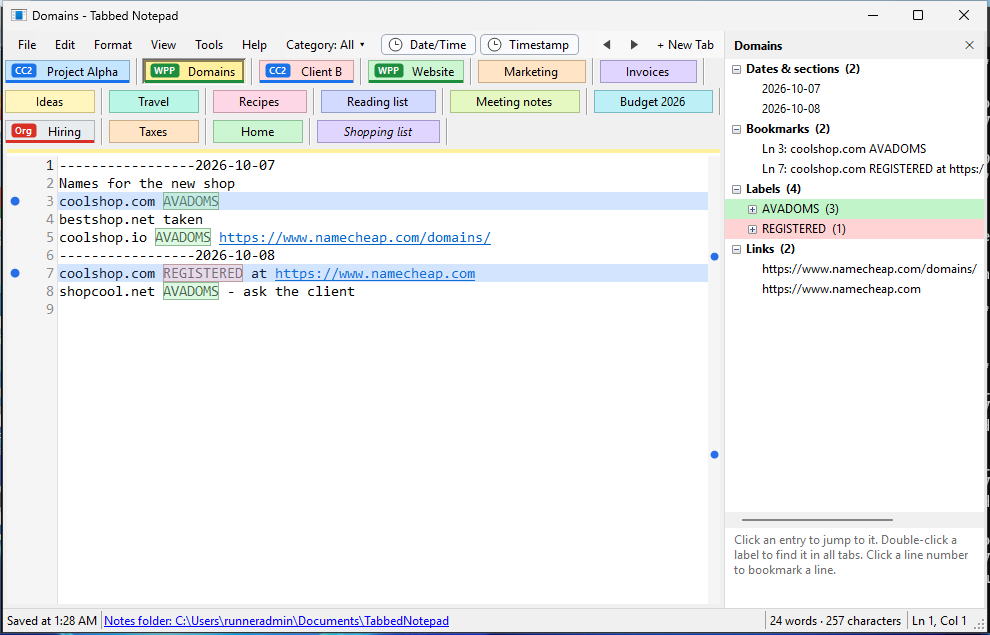 Domains - Tabbed Notepad
File Edit Format View Tools Help Category: All Date/Time Timestamp + New Tab
CC2 Project Alpha WPP Domains CC2 Client B WPP Website Marketing Invoices
Ideas Travel Recipes Reading list Meeting notes Budget 2026
Org Hiring Taxes Home Shopping list
1 ----------------2026-10-07
2 Names for the new shop
3 coolshop.com AVADOMS
4 bestshop.net taken
5 coolshop.io AVADOMS https://www.namecheap.com/domains/
6 ----------------2026-10-08
7 coolshop.com REGISTERED at https://www.namecheap.com
8 shopcool.net AVADOMS - ask the client
9
Domains
Dates & sections (2)
2026-10-07
2026-10-08
Bookmarks (2)
Ln 3: coolshop.com AVADOMS
Ln 7: coolshop.com REGISTERED at https:/
Labels (4)
AVADOMS (3)
REGISTERED (1)
Links (2)
https://www.namecheap.com/domains/
https://www.namecheap.com
Click an entry to jump to it. Double-click a
label to find it in all tabs. Click a line number
to bookmark a line.
Saved at 1:28 AM Notes folder: C:\Users\runneradmin\Documents\TabbedNotepad 24 words · 257 characters Ln 1, Col 1